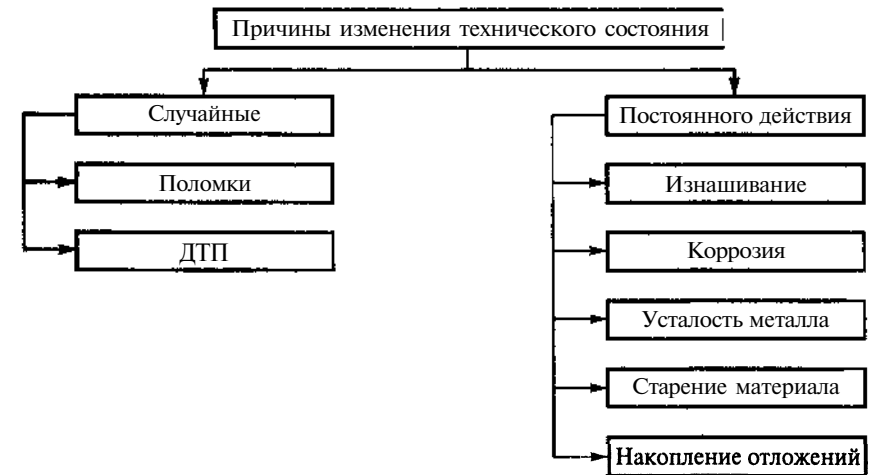 Причины изменения технического состояния
Случайные
Поломки
ДТП
Постоянного действия
Изнашивание
Коррозия
Усталость металла
Старение материала
Накопление отложений